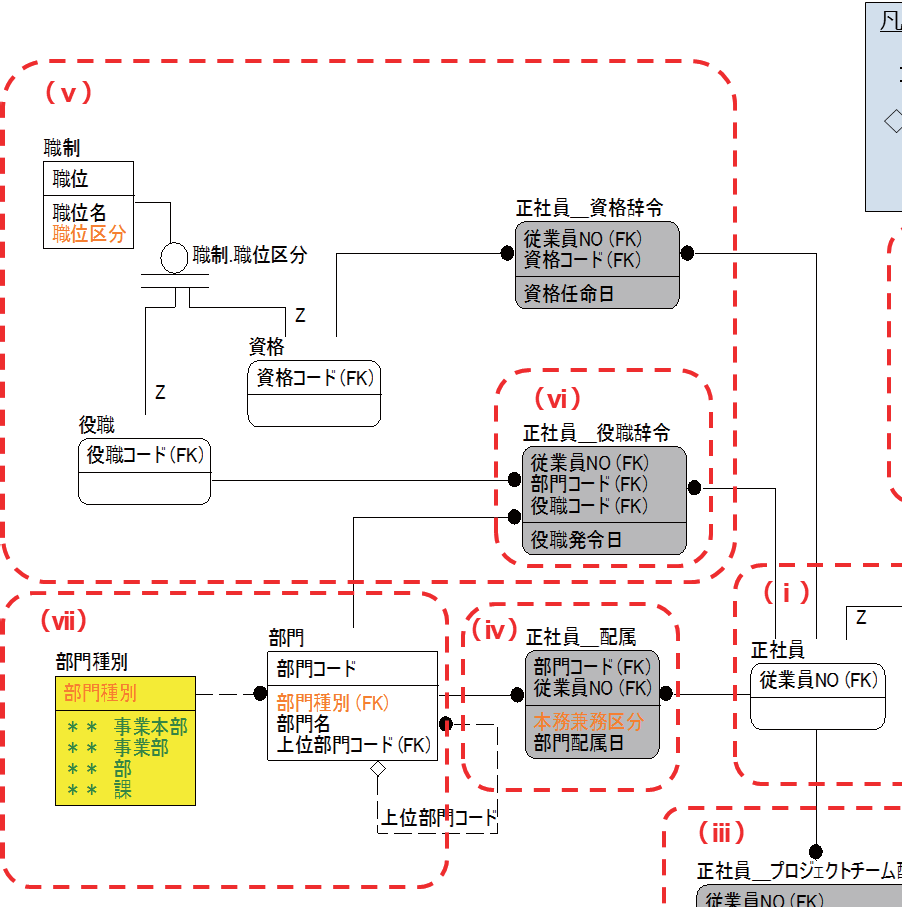 凡
（ⅴ）
職制
職位
職位名
職位区分
職制.職位区分
Z
Z
資格
資格コード(FK)
役職
役職コード(FK)
正社員__資格辞令
従業員NO(FK)
資格コード(FK)
資格任命日
（ⅵ）
正社員__役職辞令
従業員NO(FK)
部門コード(FK)
役職コード(FK)
役職発令日
（ⅶ）
部門種別
部門種別
＊＊ 事業本部
＊＊ 事業部
＊＊ 部
＊＊ 課
部門
部門コード
部門種別(FK)
部門名
上位部門コード(FK)
上位部門コード
（ⅳ）
正社員__配属
部門コード(FK)
従業員NO(FK)
本務兼務区分
部門配属日
（ⅰ）
Z
正社員
従業員NO(FK)
（ⅲ）
正社員__プロジェクトチーム
従業員NO(FK)